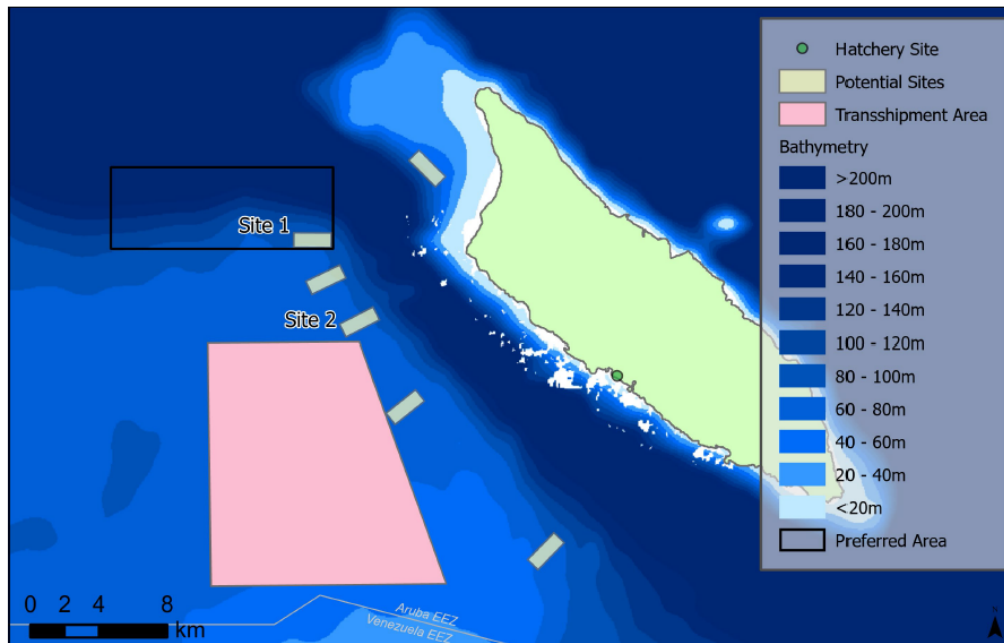 Hatchery Site
Potential Sites
Transshipment Area
Bathymetry
>200m
180 - 200m
160 - 180m
140 - 160m
120 - 140m
100 - 120m
80 - 100m
60 - 80m
40 - 60m
20 - 40m
<20m
Preferred Area
Site 1
Site 2
0 2 4 8
km
Aruba EEZ
Venezuela EEZ